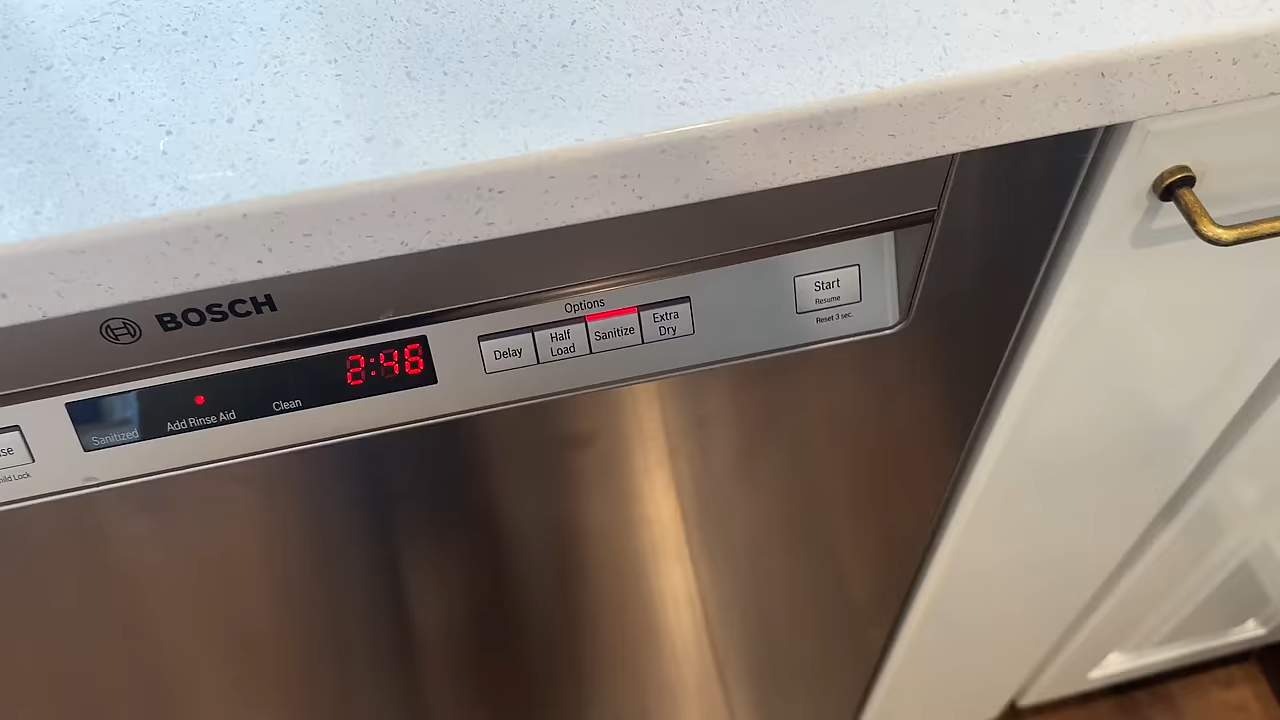 BOSCH
Options
Delay
Half
Load
Sanitize
Extra
Dry
Start
Resume
Reset 3 sec.
2:46
Sanitized
Add Rinse Aid
Clean